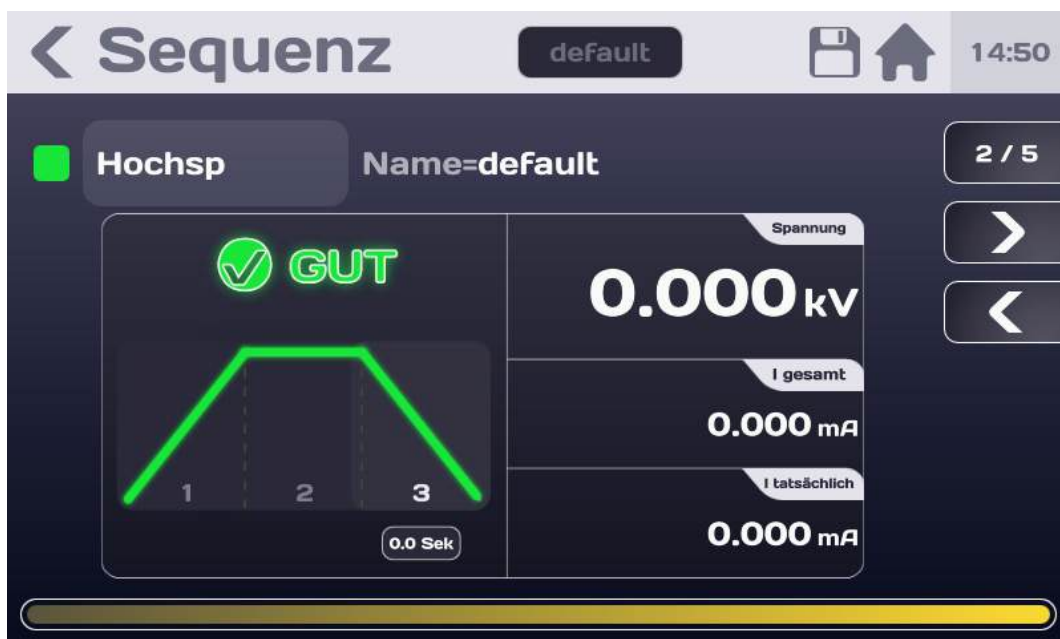 Sequenz
default
14:50
Hochsp
Name=default
2 / 5
GUT
Spannung
0.000 kV
I gesamt
0.000 mA
1 2 3
I tatsächlich
0.000 mA
0.0 Sek